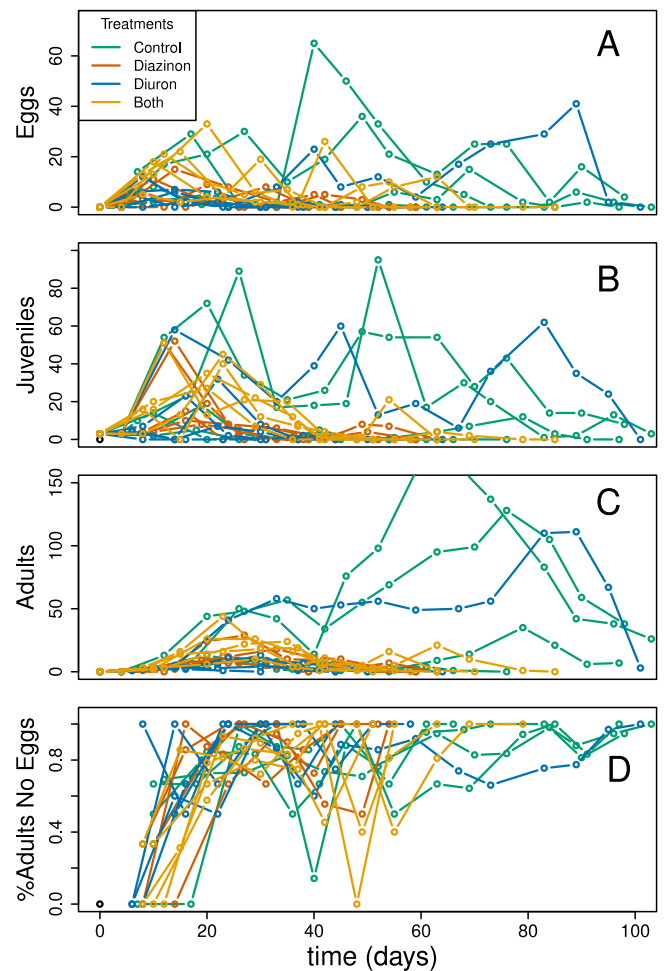 Treatments
Control
Diazinon
Diuron
Both
A
Eggs
0 20 40 60
B
Juveniles
0 20 40 60 80
C
Adults
0 50 100 150
D
%Adults No Eggs
0.0 0.4 0.8
0 20 40 60 80 100
time (days)